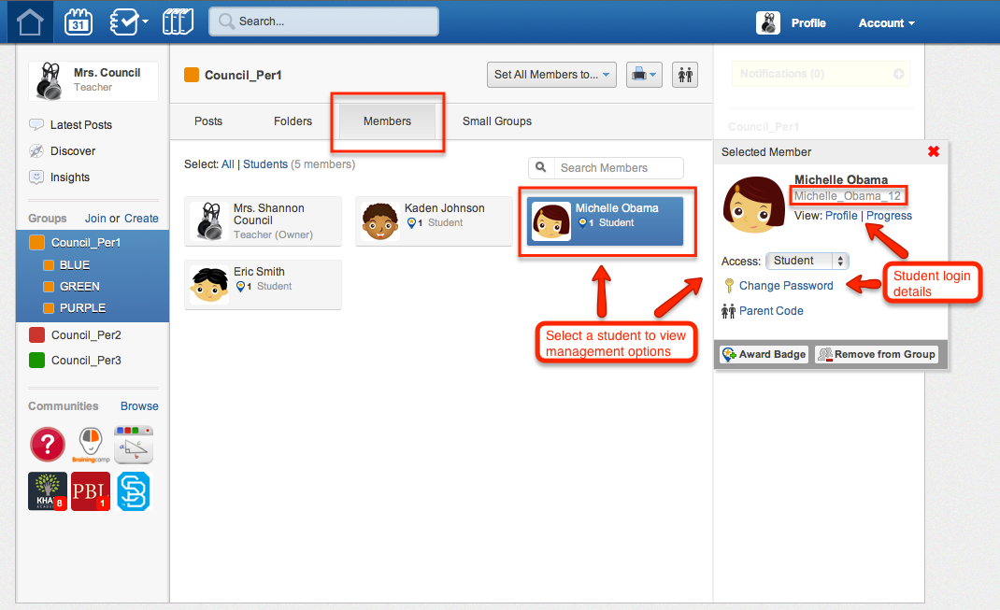 31
Search...
Profile
Account
Mrs. Council
Teacher
Latest Posts
Discover
Insights
Groups
Join or Create
Council_Per1
BLUE
GREEN
PURPLE
Council_Per2
Council_Per3
Communities
Browse
?
Brainingcamp
a
b
c
KHAN
ACADEMY
8
PBL
1
SB
Council_Per1
Set All Members to...
Posts
Folders
Members
Small Groups
Select: All | Students (5 members)
Search Members
Mrs. Shannon
Council
Teacher (Owner)
Kaden Johnson
1 Student
Michelle Obama
1 Student
Eric Smith
1 Student
Select a student to view
management options
Notifications (0)
Council_Per1
Selected Member
Michelle Obama
Michelle_Obama_12
View: Profile | Progress
Access: Student
Change Password
Parent Code
Student login
details
Award Badge
Remove from Group